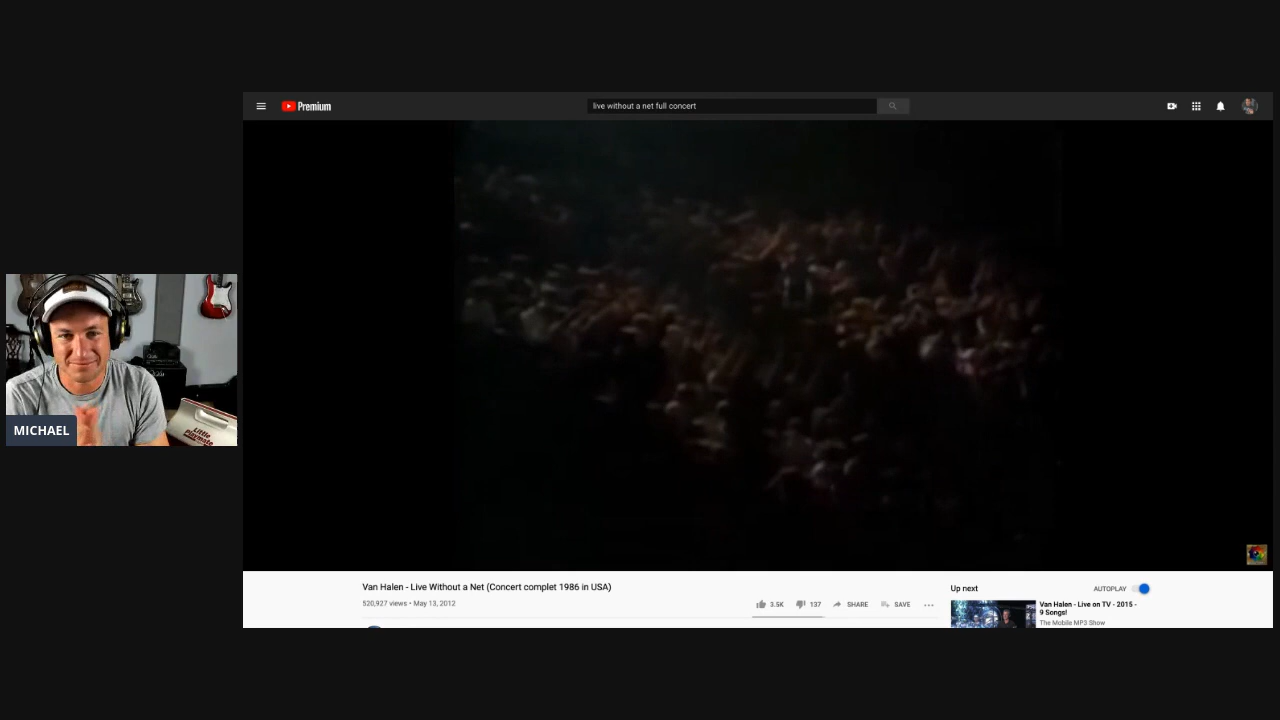 Premium
live without a net full concert
MICHAEL
Little
playmate
Van Halen - Live Without a Net (Concert complet 1986 in USA)
520,927 views • May 13, 2012
3.5K
137
SHARE
SAVE
Up next
AUTOPLAY
Van Halen - Live on TV - 2015 -
9 Songs!
The Mobile MP3 Show